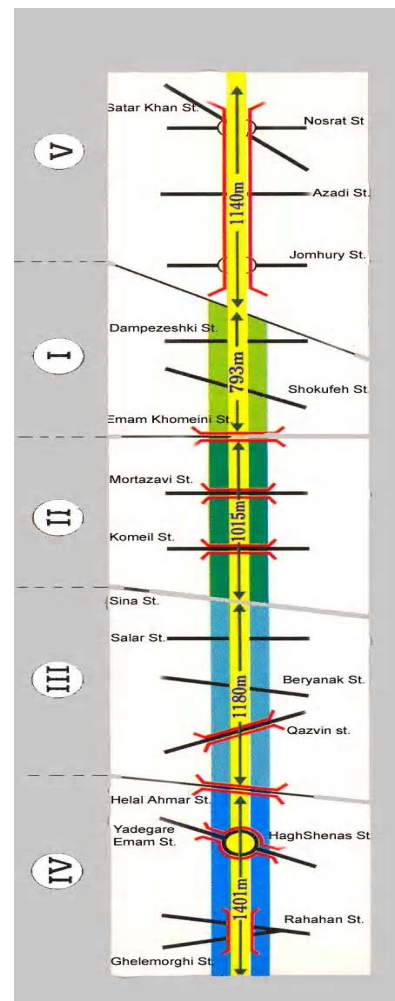 Satar Khan St.
Nosrat St
V
Azadi St.
1140m
Jomhury St.
Dampezeshki St.
I
793m
Shokufeh St.
Emam Khomeini St.
Mortazavi St.
II
1015m
Komeil St.
Sina St.
Salar St.
III
Beryanak St.
1180m
Qazvin st.
Helal Ahmar St.
Yadegare
Emam St.
HaghShenas St
IV
1401m
Rahahan St.
Ghelemorghi St.